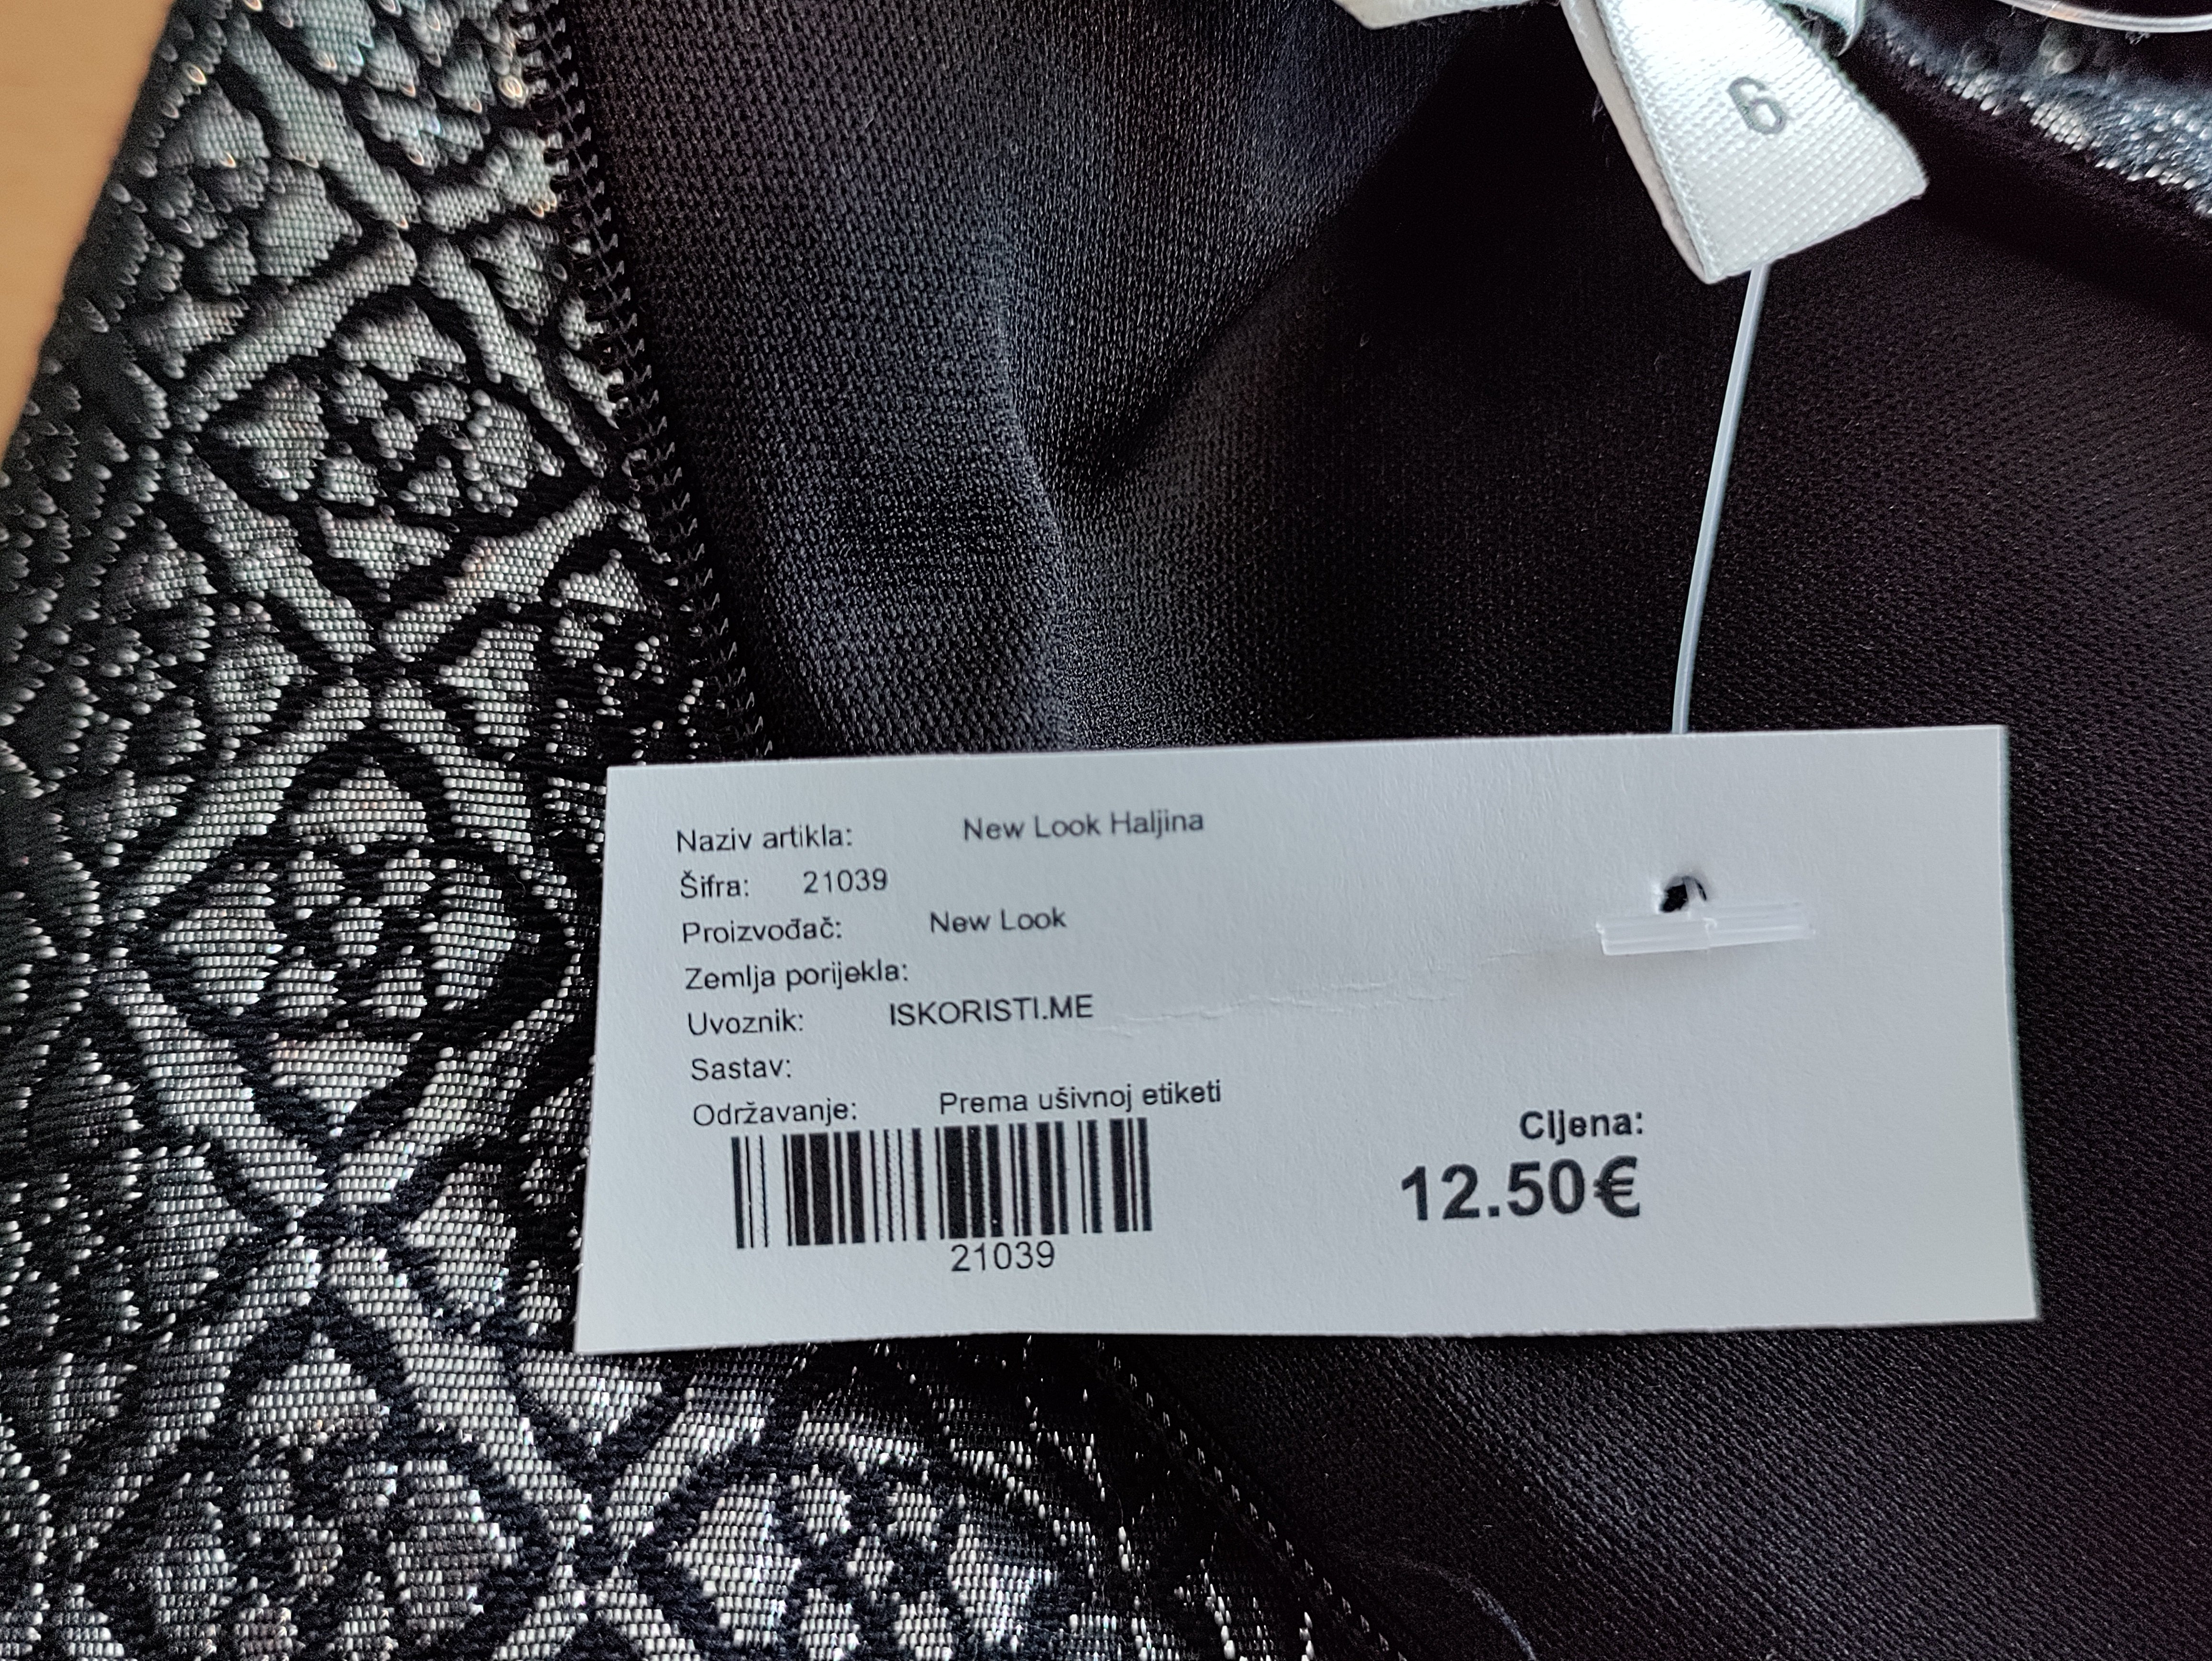 6
Naziv artikla: New Look Haljina
Šifra: 21039
Proizvođač: New Look
Zemlja porijekla:
Uvoznik: ISKORISTI.ME
Sastav:
Održavanje: Prema ušivnoj etiketi
Cijena:
12.50€
21039